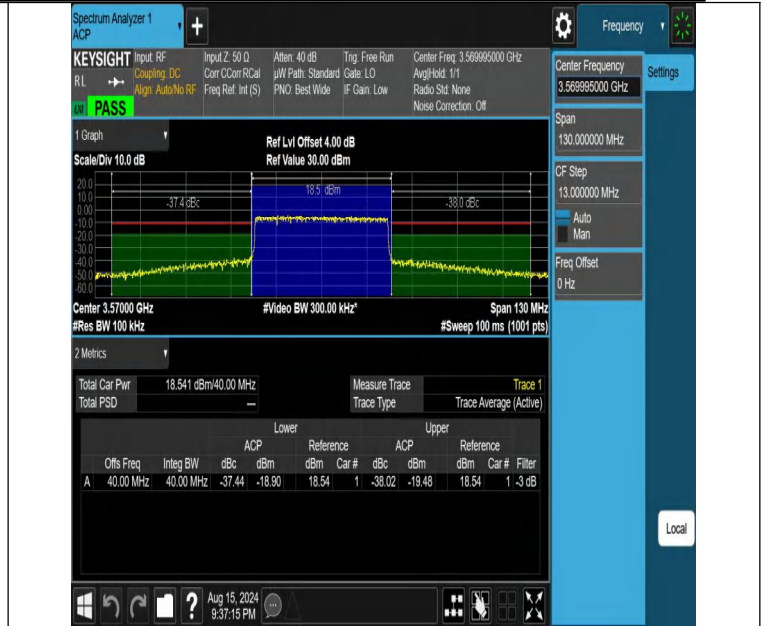 Spectrum Analyzer 1
ACP
+
Frequency
KEYSIGHT Input: RF Input Z: 50 Ω Atten: 40 dB Trig: Free Run Center Freq: 3.569995000 GHz
RL Coupling: DC Corr CCorr RCal µW Path: Standard Gate: LO Avg|Hold: 1/1
Align: Auto/No RF Freq Ref: Int (S) PNO: Best Wide IF Gain: Low Radio Std: None
PASS Noise Correction: Off
Center Frequency
3.569995000 GHz
Settings
Span
130.000000 MHz
CF Step
13.000000 MHz
Auto
Man
Freq Offset
0 Hz
1 Graph
Scale/Div 10.0 dB
Ref Lvl Offset 4.00 dB
Ref Value 30.00 dBm
20.0
10.0
0.00
-10.0
-20.0
-30.0
-40.0
-50.0
-60.0
-37.4 dBc
18.5 dBm
-38.0 dBc
Center 3.57000 GHz #Video BW 300.00 kHz* Span 130 MHz
#Res BW 100 kHz #Sweep 100 ms (1001 pts)
2 Metrics
Total Car Pwr 18.541 dBm/40.00 MHz Measure Trace Trace 1
Total PSD --- Trace Type Trace Average (Active)
Lower Upper
ACP Reference ACP Reference
Offs Freq Integ BW dBc dBm dBm Car # dBc dBm dBm Car # Filter
A 40.00 MHz 40.00 MHz -37.44 -18.90 18.54 1 -38.02 -19.48 18.54 1 -3 dB
Local
? Aug 15, 2024
9:37:15 PM